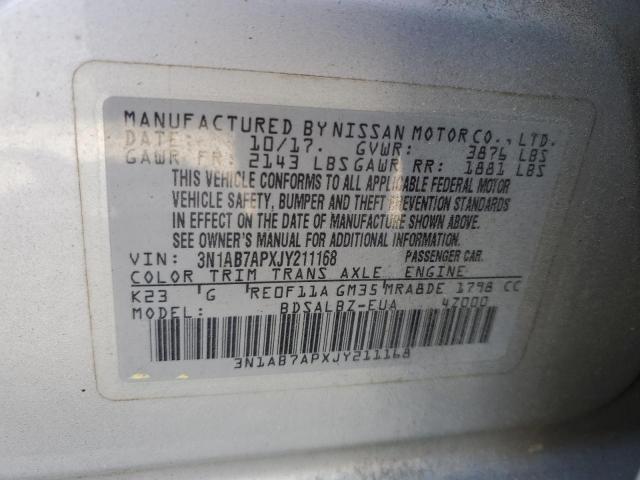 MANUFACTURED BY NISSAN MOTOR CO., LTD.
DATE: 10/17. GVWR: 3876 LBS
GAWR FR: 2143 LBS GAWR RR: 1881 LBS
THIS VEHICLE CONFORMS TO ALL APPLICABLE FEDERAL MOTOR
VEHICLE SAFETY, BUMPER AND THEFT PREVENTION STANDARDS
IN EFFECT ON THE DATE OF MANUFACTURE SHOWN ABOVE.
SEE OWNER'S MANUAL FOR ADDITIONAL INFORMATION.
VIN: 3N1AB7APXJY211168 PASSENGER CAR.
COLOR TRIM TRANS AXLE ENGINE
K23 G RE0F11A GM35 MRA8DE 1798 CC
MODEL: BDSALBZ-EUA 4Z000
3N1AB7APXJY211168